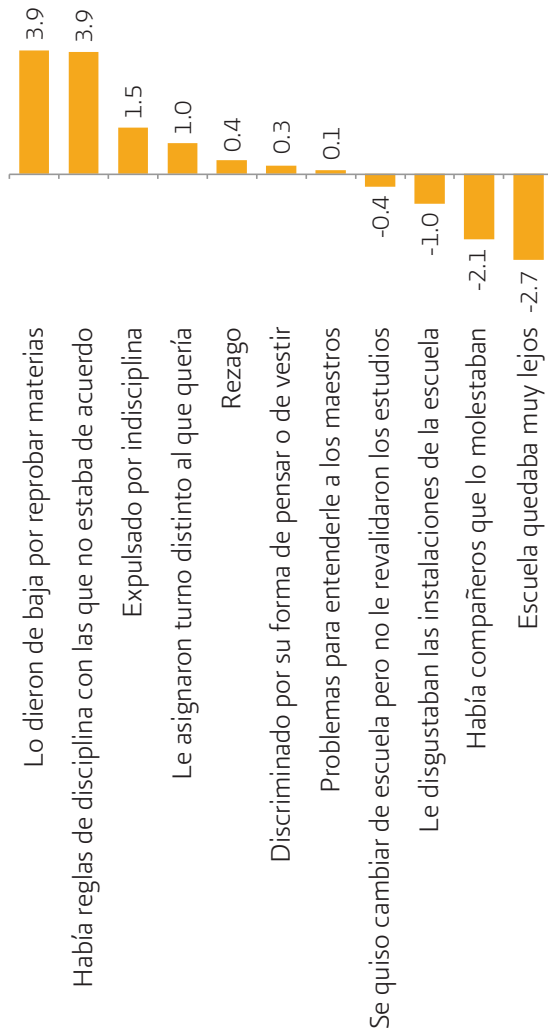 Lo dieron de baja por reprobar materias
3.9
Había reglas de disciplina con las que no estaba de acuerdo
3.9
Expulsado por indisciplina
1.5
Le asignaron turno distinto al que quería
1.0
Rezago
0.4
Discriminado por su forma de pensar o de vestir
0.3
Problemas para entenderle a los maestros
0.1
Se quiso cambiar de escuela pero no le revalidaron los estudios
-0.4
Le disgustaban las instalaciones de la escuela
-1.0
Había compañeros que lo molestaban
-2.1
Escuela quedaba muy lejos
-2.7